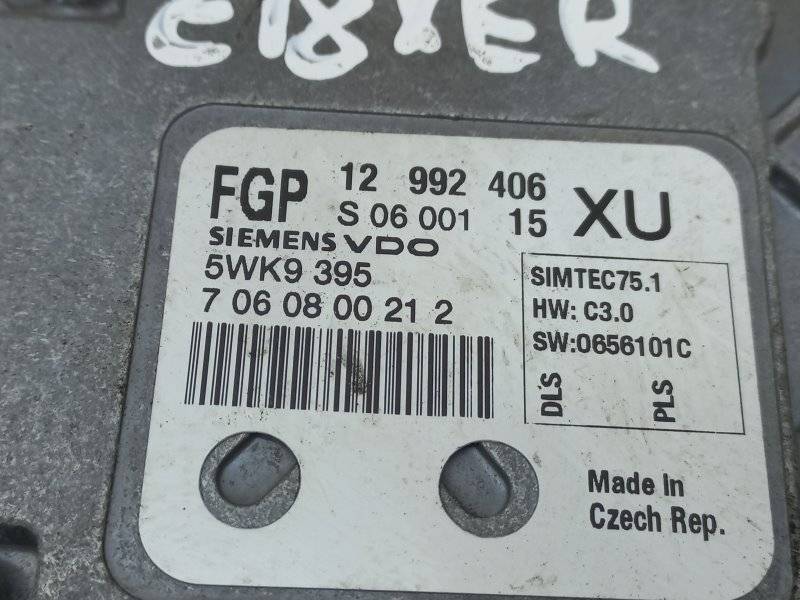 C18XER
FGP 12 992 406 XU
S 06 001 15
SIEMENS VDO
5WK9 395
7 06 08 00 21 2
SIMTEC75.1
HW: C3.0
SW:0656101C
DLS
PLS
Made in
Czech Rep.